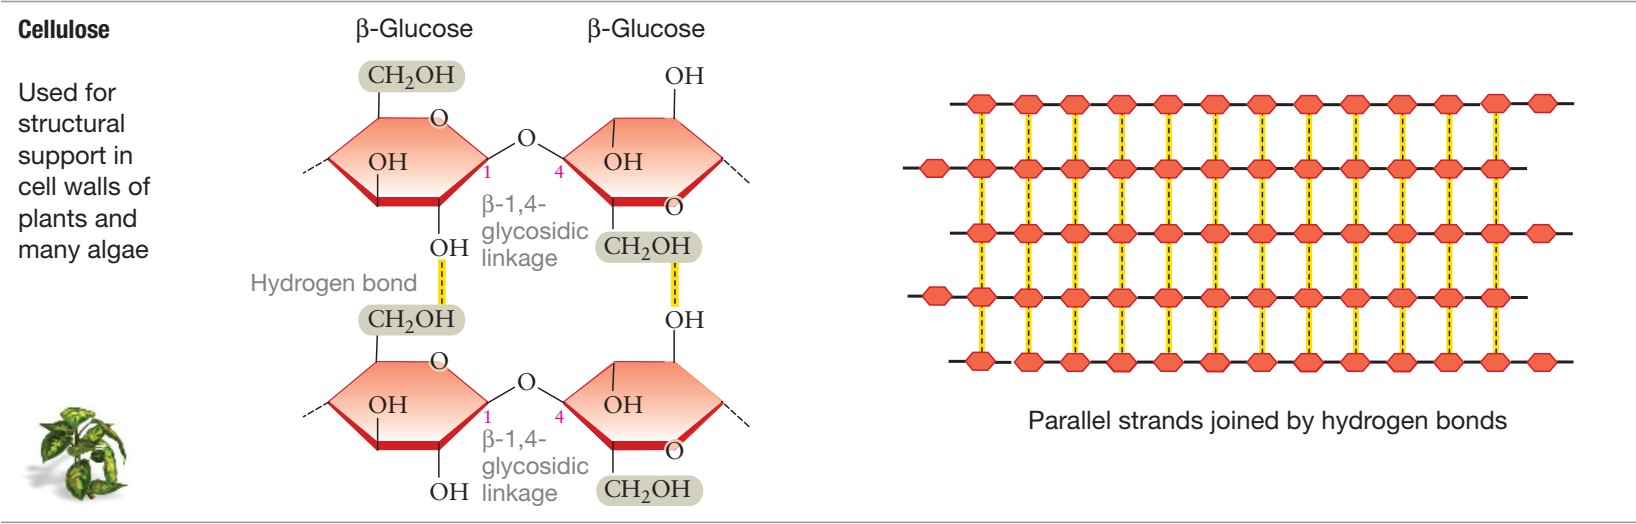 Cellulose
Used for
structural
support in
cell walls of
plants and
many algae
β-Glucose
β-Glucose
CH₂OH
OH
O
O
OH
OH
1
4
β-1,4-
glycosidic
linkage
O
OH
CH₂OH
Hydrogen bond
CH₂OH
OH
O
O
OH
OH
1
4
β-1,4-
glycosidic
linkage
O
OH
CH₂OH
Parallel strands joined by hydrogen bonds